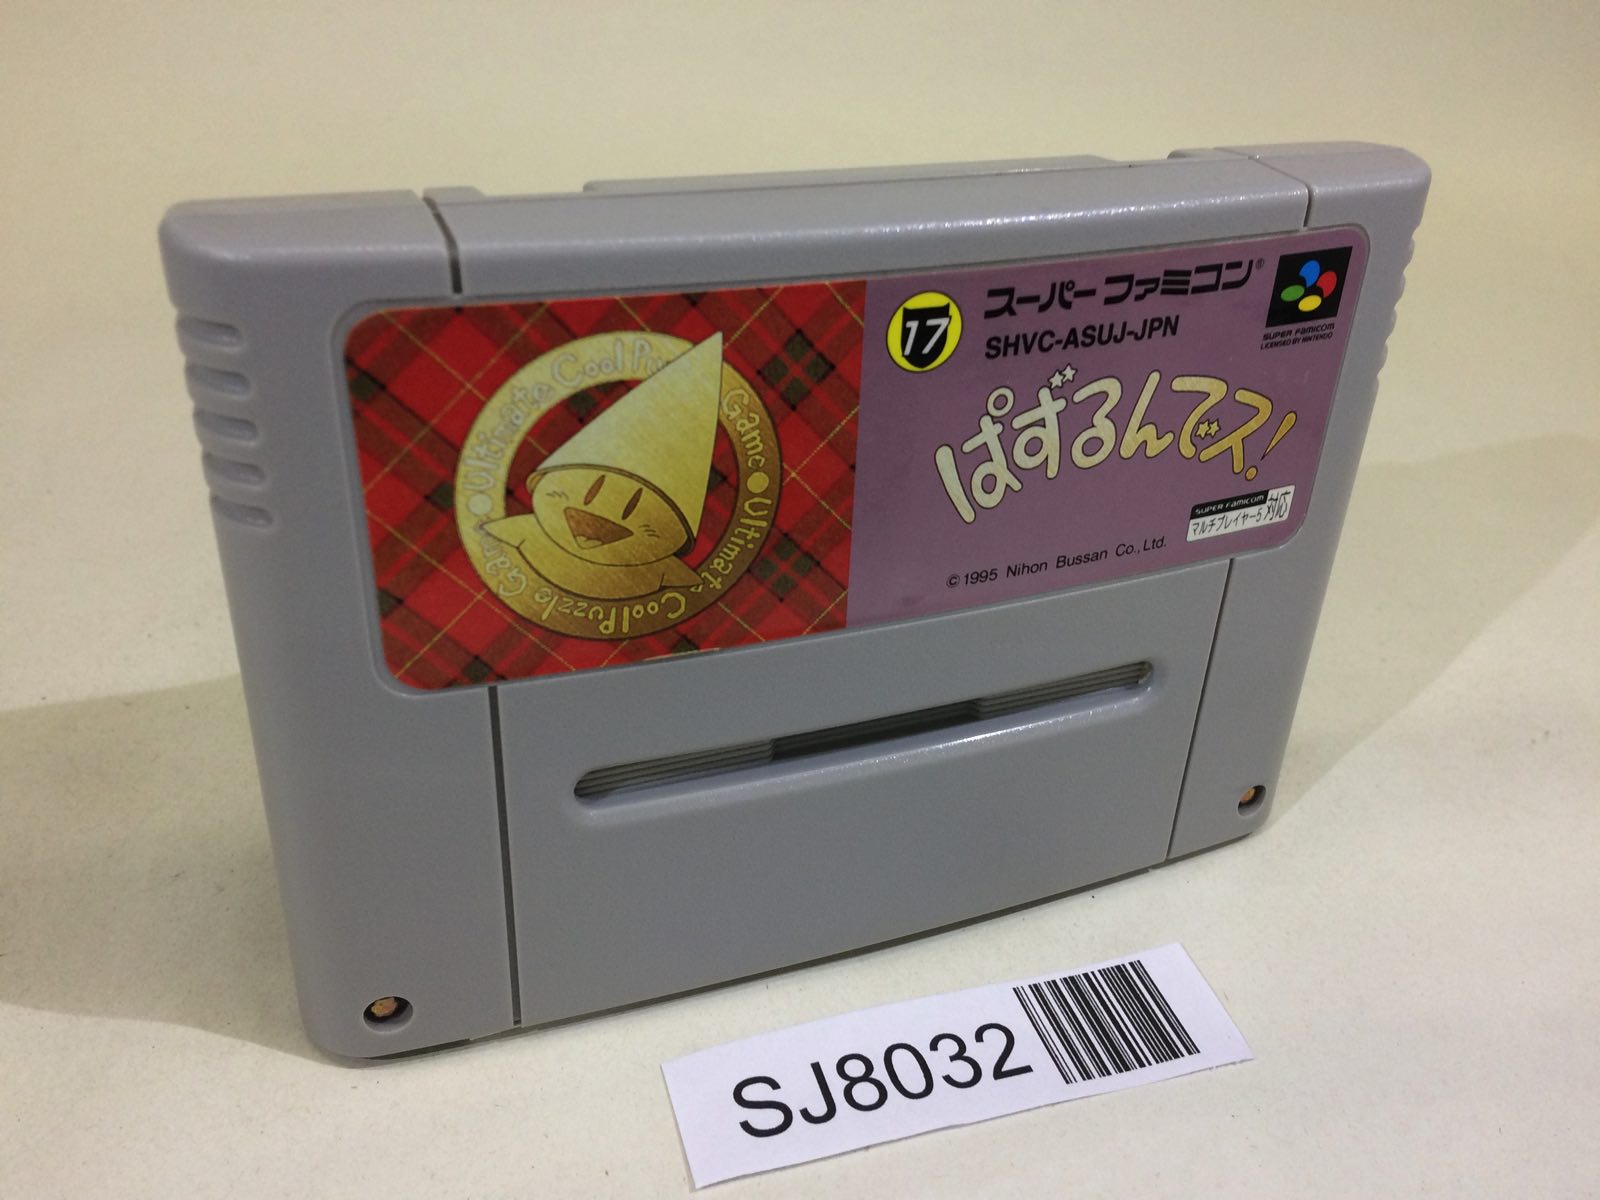 Ultimate Cool Puzzle Game ● Ultimate Cool Puzzle Game ●
17
スーパーファミコン®
SHVC-ASUJ-JPN
SUPER FAMICOM
LICENSED BY NINTENDO
ぱずるんでス!
SUPER FAMICOM
マルチプレイヤー5 対応
©1995 Nihon Bussan Co., Ltd.
SJ8032